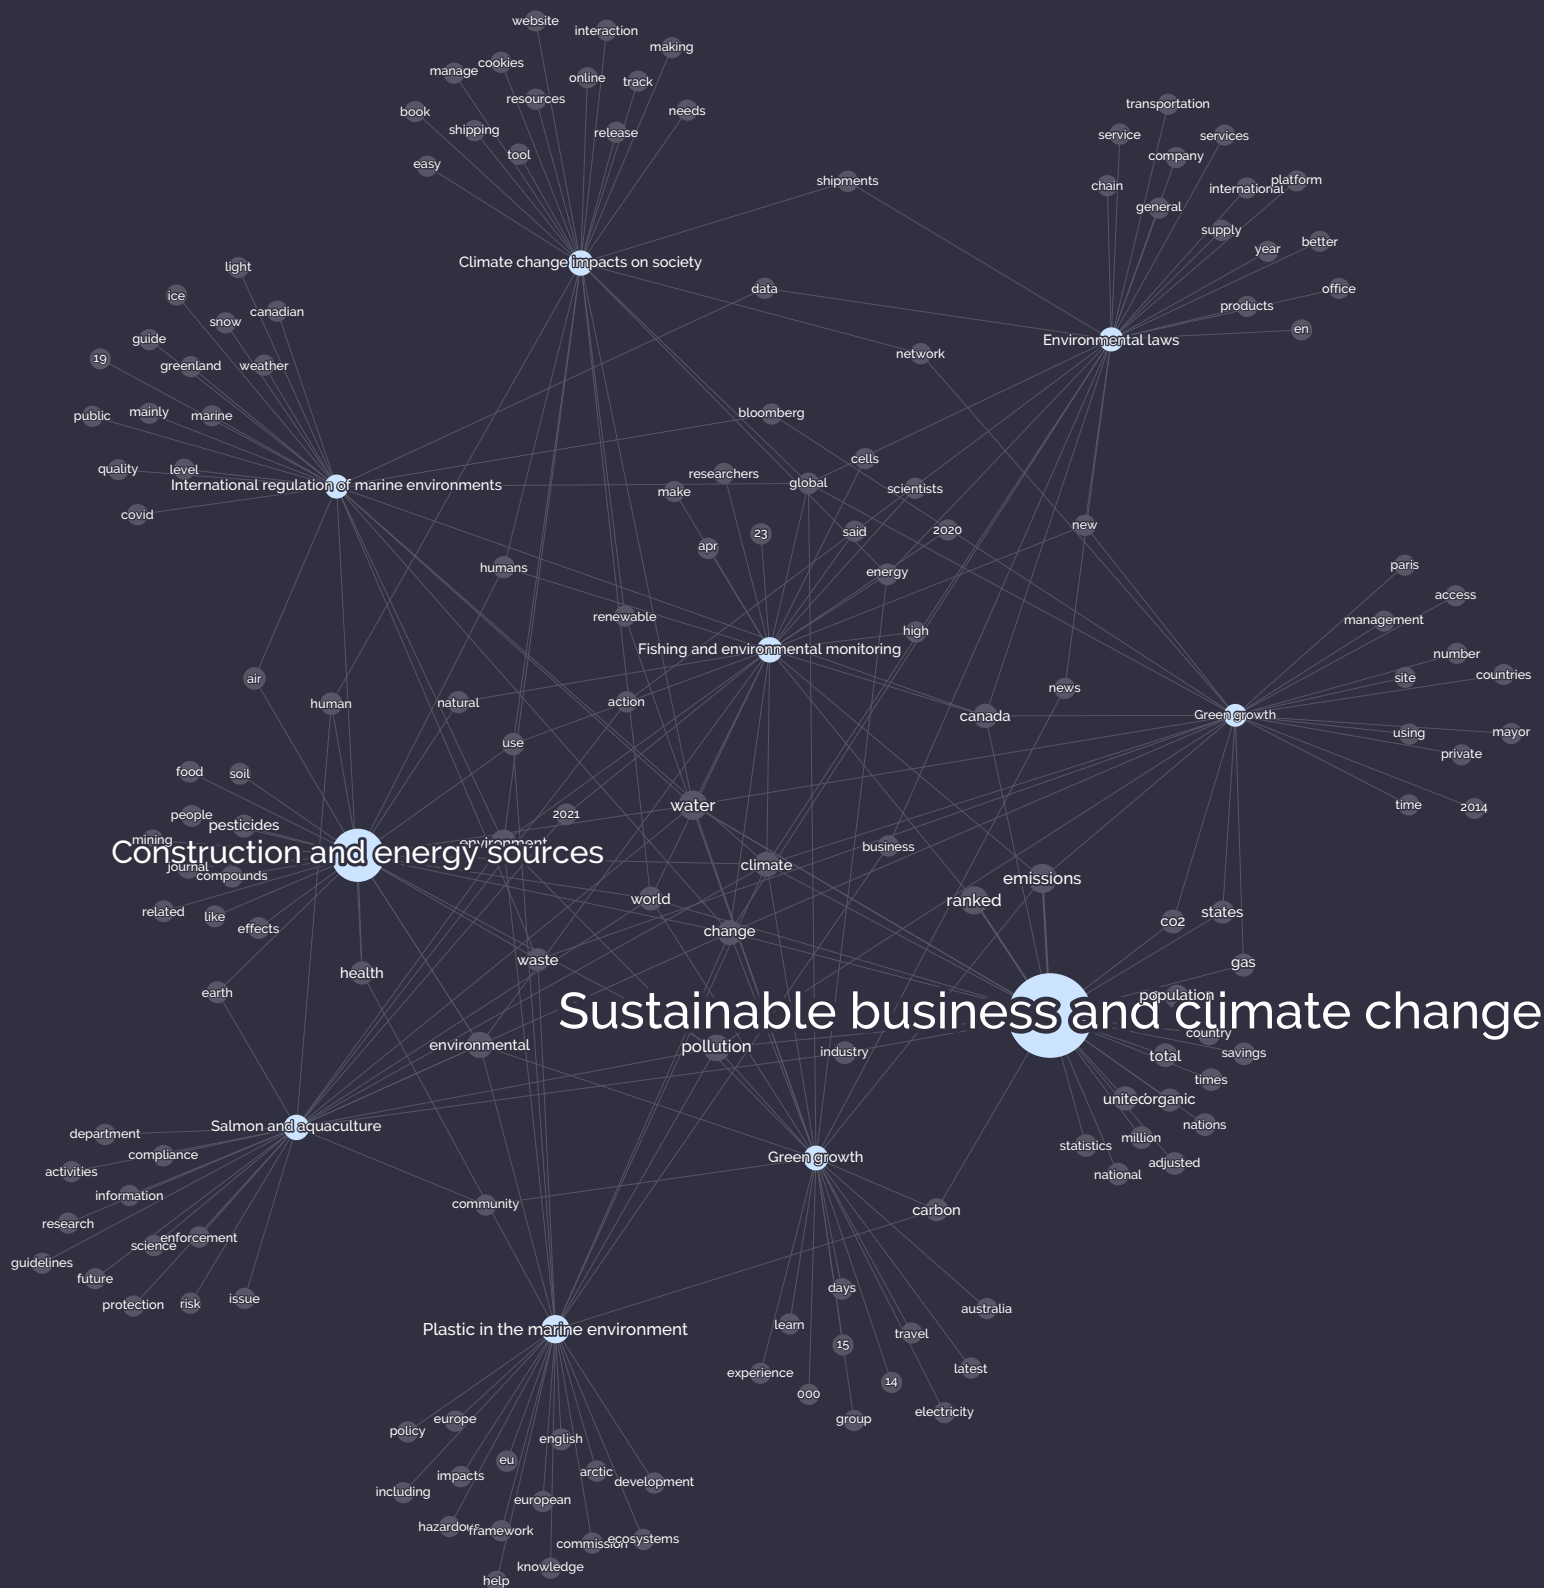 website
interaction
making
cookies
manage
online
track
resources
book
needs
shipping
release
tool
easy
transportation
service
services
company
shipments
chain
international
platform
general
supply
year
better
Climate change impacts on society
light
data
office
ice
canadian
products
snow
en
guide
Environmental laws
19
network
greenland
weather
public
mainly
marine
bloomberg
cells
quality
level
researchers
global
International regulation of marine environments
make
scientists
covid
new
23
said
2020
apr
humans
energy
paris
access
renewable
management
high
Fishing and environmental monitoring
number
air
site
countries
news
human
natural
action
canada
Green growth
using
mayor
use
private
food
soil
water
time
2014
people
2021
pesticides
mining
environment
business
Construction and energy sources
climate
journal
compounds
emissions
world
ranked
related
like
co2
states
effects
change
waste
gas
health
earth
population
Sustainable business and climate change
country
environmental
pollution
industry
total
savings
times
united
organic
Salmon and aquaculture
nations
department
million
statistics
compliance
Green growth
adjusted
activities
national
information
community
carbon
research
enforcement
science
guidelines
future
days
issue
risk
protection
australia
learn
Plastic in the marine environment
travel
15
latest
experience
14
000
electricity
europe
group
policy
english
eu
arctic
impacts
development
including
european
hazardous
framework
ecosystems
commission
knowledge
help